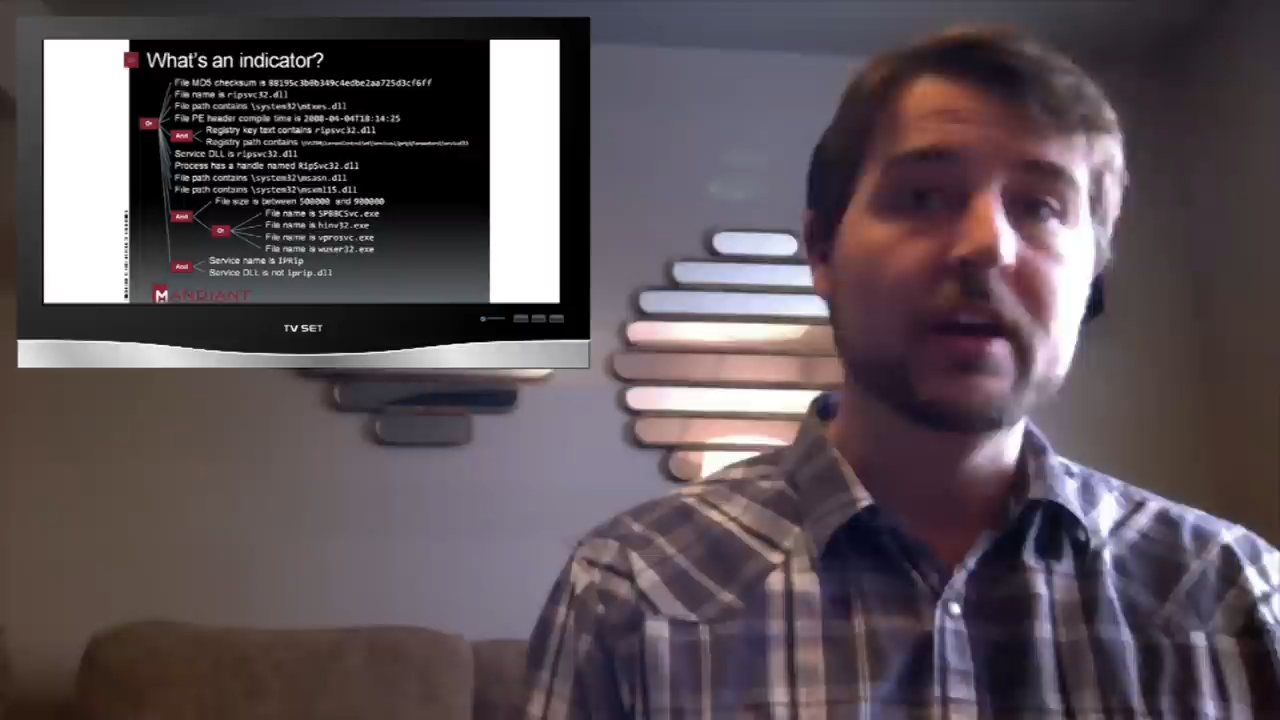 What's an indicator?
File MD5 checksum is 88195c3b0b349c4edbe2aa725d3cf6ff
File name is ripsvc32.dll
File path contains \system32\mtxes.dll
Or
File PE header compile time is 2008-04-04T18:14:25
Registry key text contains ripsvc32.dll
And
Registry path contains
Service DLL is ripsvc32.dll
Process has a handle named RipSvc32.dll
File path contains \system32\msasn.dll
File path contains \system32\msxml15.dll
File size is between 500000 and 900000
And
File name is SPBBCSvc.exe
File name is hinv32.exe
Or
File name is vprosvc.exe
File name is wuser32.exe
Service name is IPRip
And
Service DLL is not iprip.dll
MANDIANT
TV SET